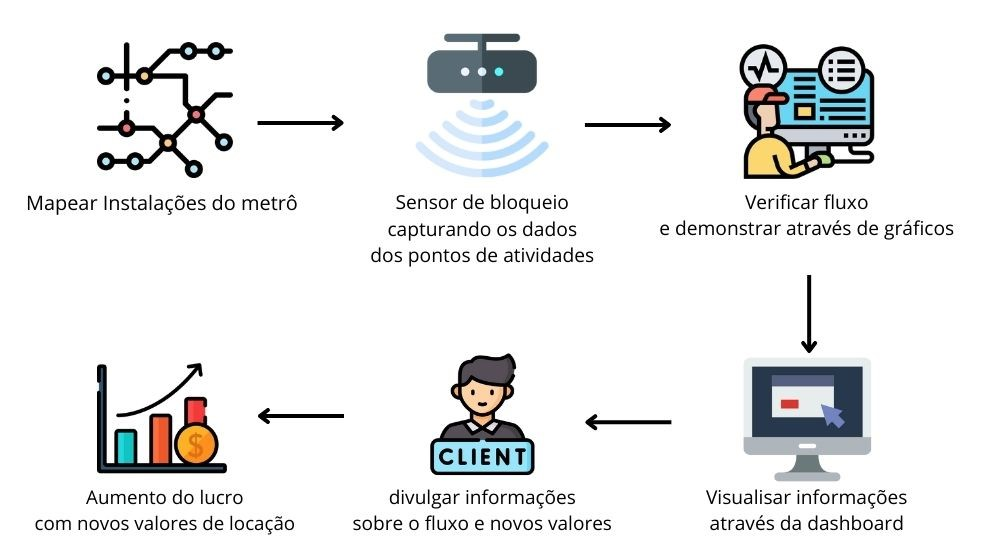 Mapear Instalações do metrô
Sensor de bloqueio
capturando os dados
dos pontos de atividades
Verificar fluxo
e demonstrar através de gráficos
Aumento do lucro
com novos valores de locação
CLIENT
divulgar informações
sobre o fluxo e novos valores
Visualisar informações
através da dashboard